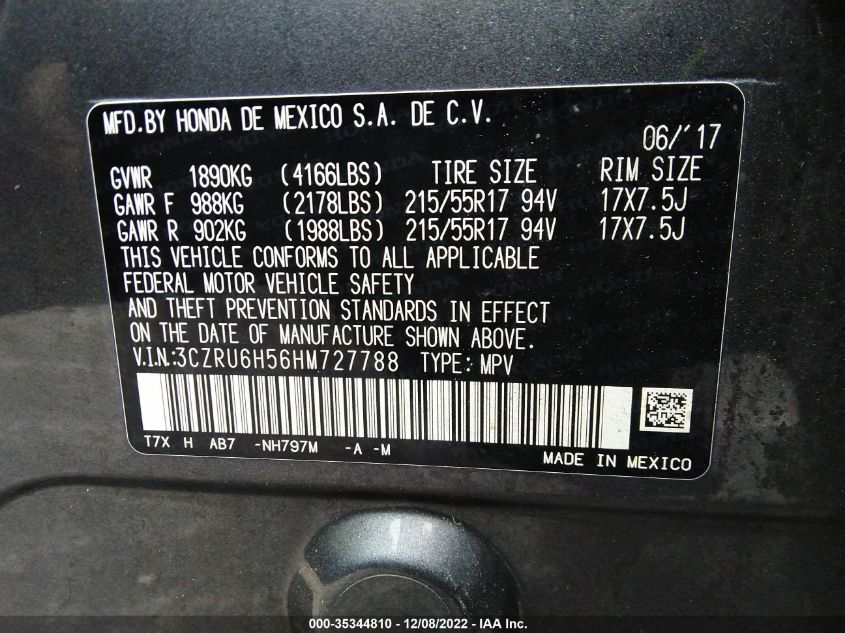 MFD.BY HONDA DE MEXICO S.A. DE C.V.
06/'17
GVWR 1890KG (4166LBS) TIRE SIZE RIM SIZE
GAWR F 988KG (2178LBS) 215/55R17 94V 17X7.5J
GAWR R 902KG (1988LBS) 215/55R17 94V 17X7.5J
THIS VEHICLE CONFORMS TO ALL APPLICABLE
FEDERAL MOTOR VEHICLE SAFETY
AND THEFT PREVENTION STANDARDS IN EFFECT
ON THE DATE OF MANUFACTURE SHOWN ABOVE.
V.I.N.:3CZRU6H56HM727788 TYPE: MPV
T7X H AB7 -NH797M -A -M
MADE IN MEXICO
000-35344810 - 12/08/2022 - IAA Inc.